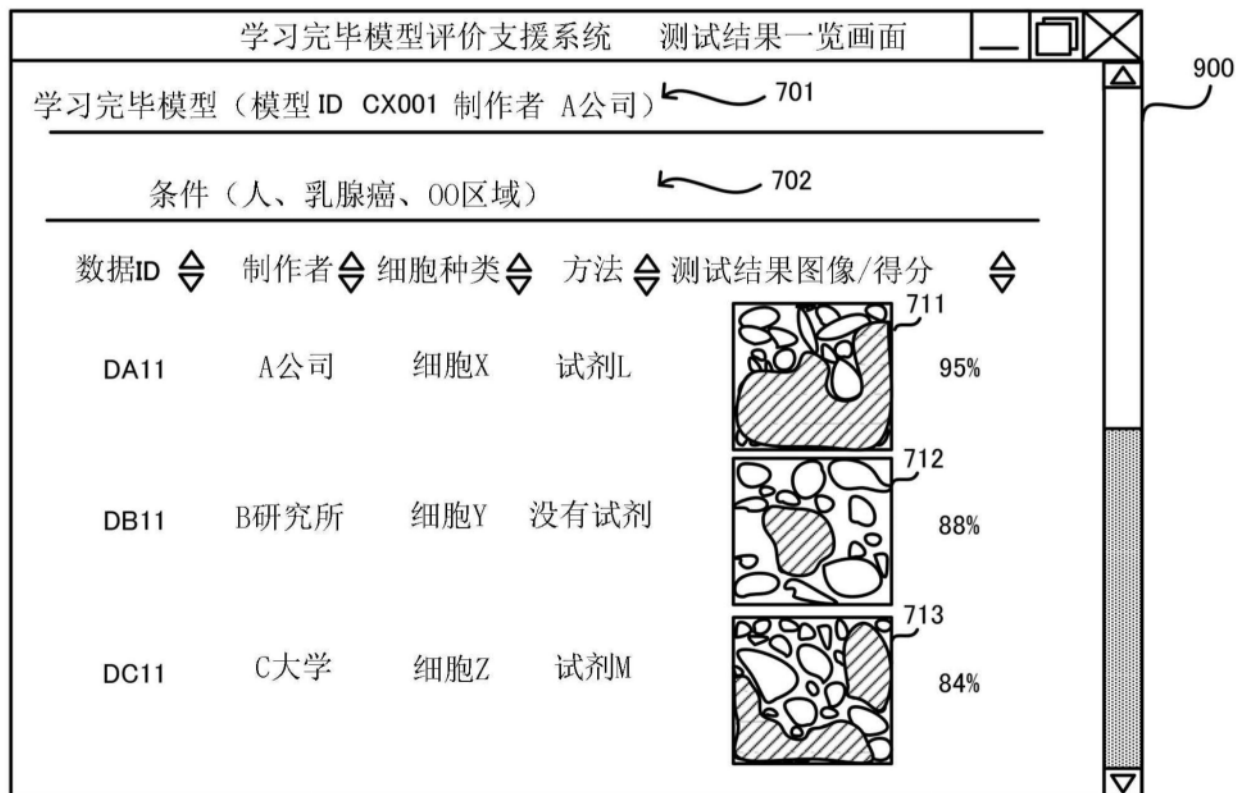 学习完毕模型评价支援系统 测试结果一览画面
900
学习完毕模型（模型ID CX001 制作者 A公司） 701
条件（人、乳腺癌、OO区域） 702
数据ID 制作者 细胞种类 方法 测试结果图像/得分
711
DA11 A公司 细胞X 试剂L 95%
712
DB11 B研究所 细胞Y 没有试剂 88%
713
DC11 C大学 细胞Z 试剂M 84%